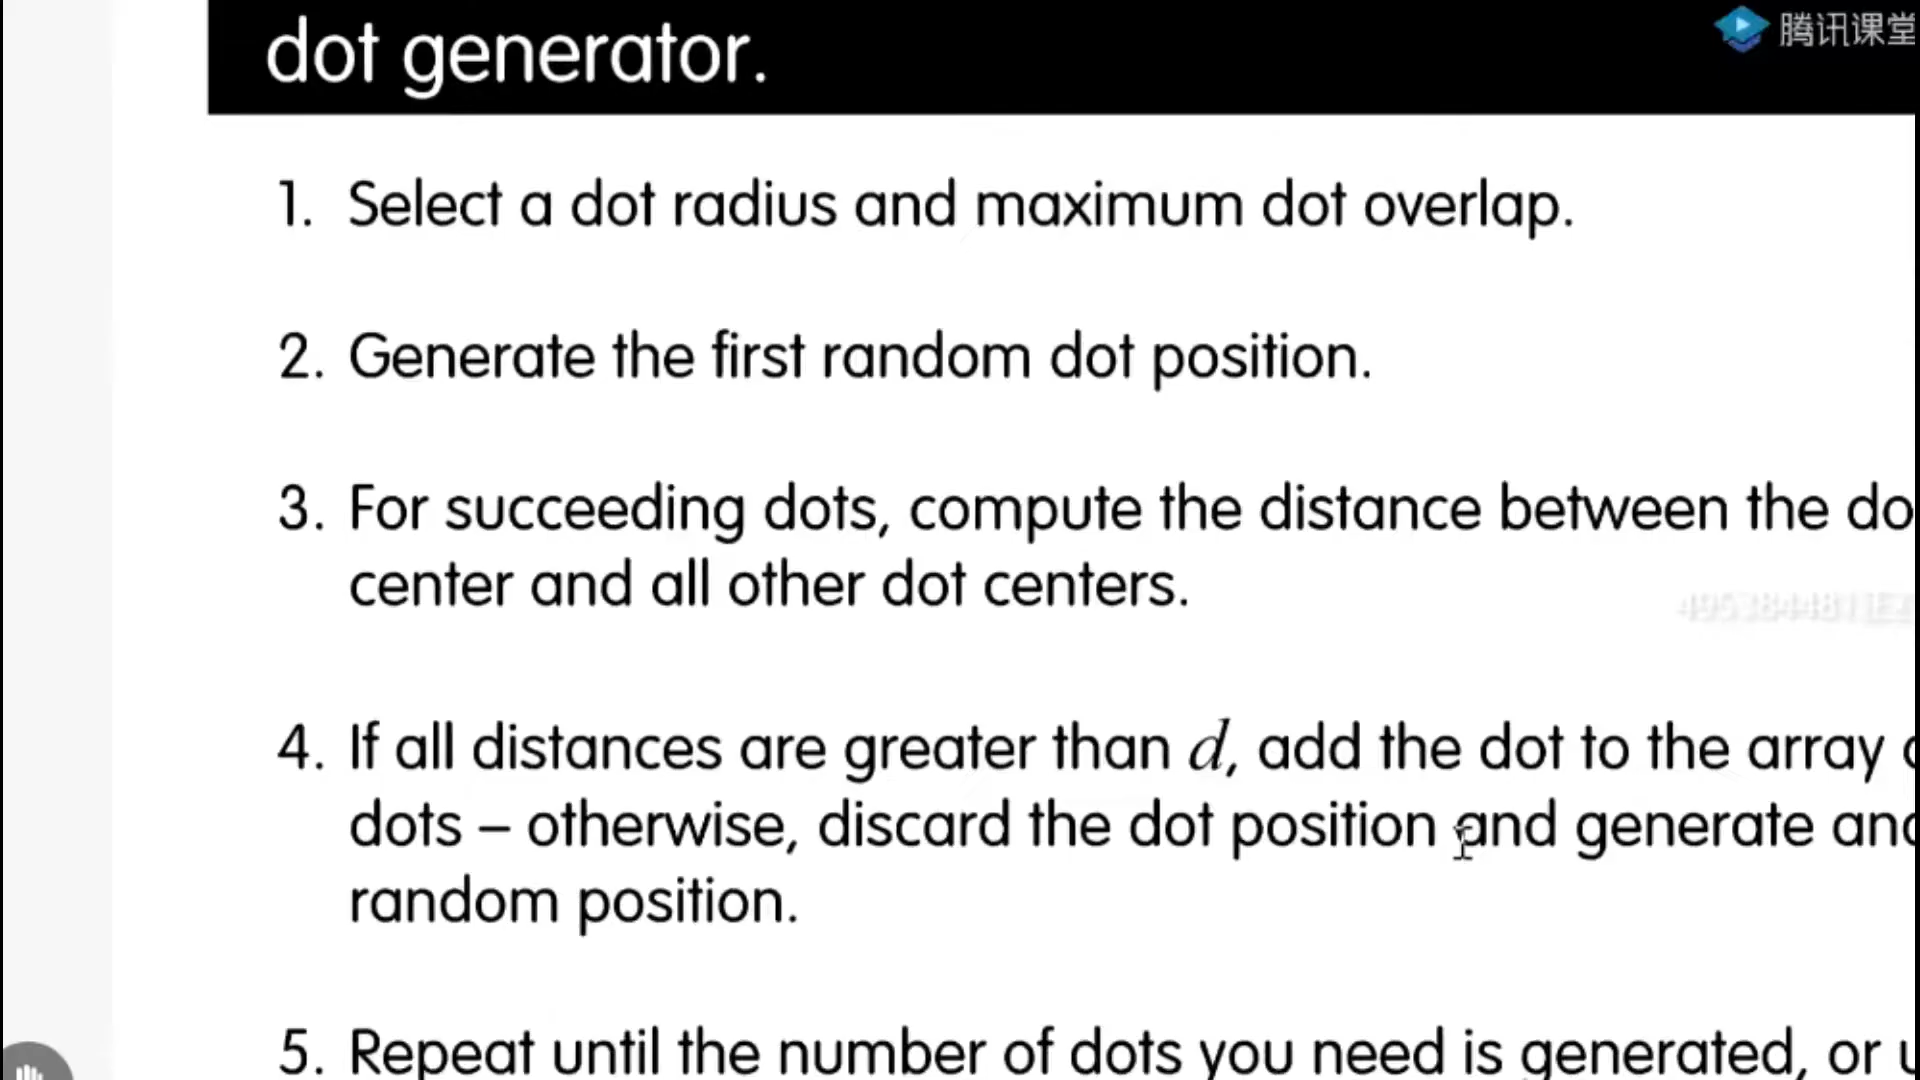 dot generator.
腾讯课堂
1. Select a dot radius and maximum dot overlap.
2. Generate the first random dot position.
3. For succeeding dots, compute the distance between the do
center and all other dot centers.
4. If all distances are greater than d, add the dot to the array
dots – otherwise, discard the dot position and generate
random position.
5. Repeat until the number of dots you need is generated, or